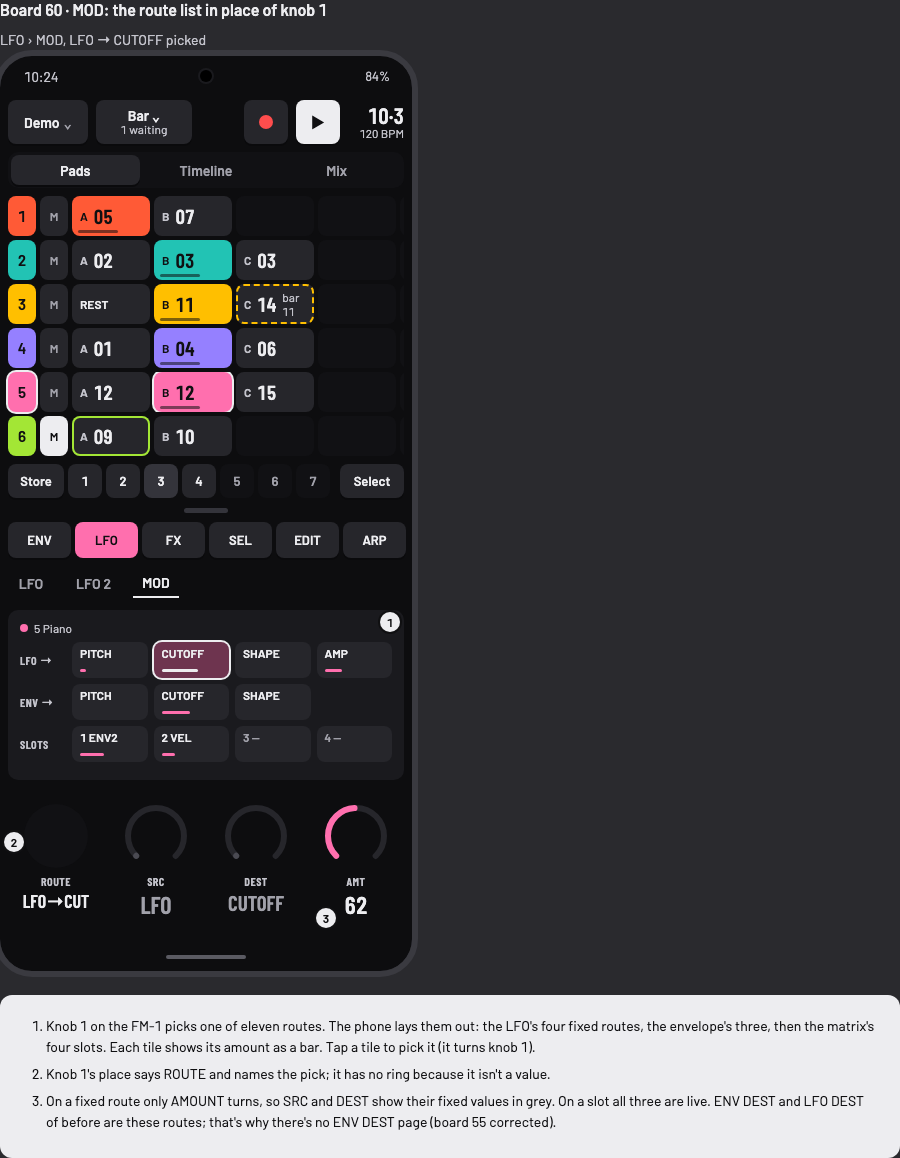 Board 60 · MOD: the route list in place of knob 1
LFO › MOD, LFO → CUTOFF picked
10:24
84%
Demo
Bar
1 waiting
10·3
120 BPM
Pads
Timeline
Mix
1 M A 05 B 07
2 M A 02 B 03 C 03
3 M REST B 11 C 14 bar 11
4 M A 01 B 04 C 06
5 M A 12 B 12 C 15
6 M A 09 B 10
Store 1 2 3 4 5 6 7 Select
ENV LFO FX SEL EDIT ARP
LFO LFO 2 MOD
5 Piano
1
LFO → PITCH CUTOFF SHAPE AMP
ENV → PITCH CUTOFF SHAPE
SLOTS 1 ENV2 2 VEL 3 – 4 –
2
ROUTE SRC DEST AMT
LFO→CUT LFO CUTOFF 62
3
1. Knob 1 on the FM-1 picks one of eleven routes. The phone lays them out: the LFO's four fixed routes, the envelope's three, then the matrix's
four slots. Each tile shows its amount as a bar. Tap a tile to pick it (it turns knob 1).
2. Knob 1's place says ROUTE and names the pick; it has no ring because it isn't a value.
3. On a fixed route only AMOUNT turns, so SRC and DEST show their fixed values in grey. On a slot all three are live. ENV DEST and LFO DEST
of before are these routes; that's why there's no ENV DEST page (board 55 corrected).